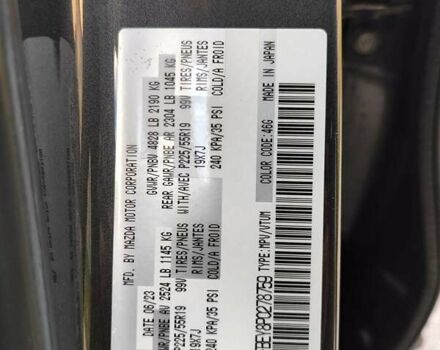 MFD. BY MAZDA MOTOR CORPORATION
DATE 06/23
GVWR/PNBV 4828 LB 2190 KG
GAWR/PNBE AV 2524 LB 1145 KG
REAR GAWR/PNBE AR 2304 LB 1045 KG
P225/55R19 99V TIRES/PNEUS
WITH/AVEC P225/55R19 99V TIRES/PNEUS
19X7J RIMS/JANTES
19X7J RIMS/JANTES
240 KPA/35 PSI COLD/A FROID
240 KPA/35 PSI COLD/A FROID
COLOR CODE: 46G MADE IN JAPAN
TYPE:MPV/VTUM